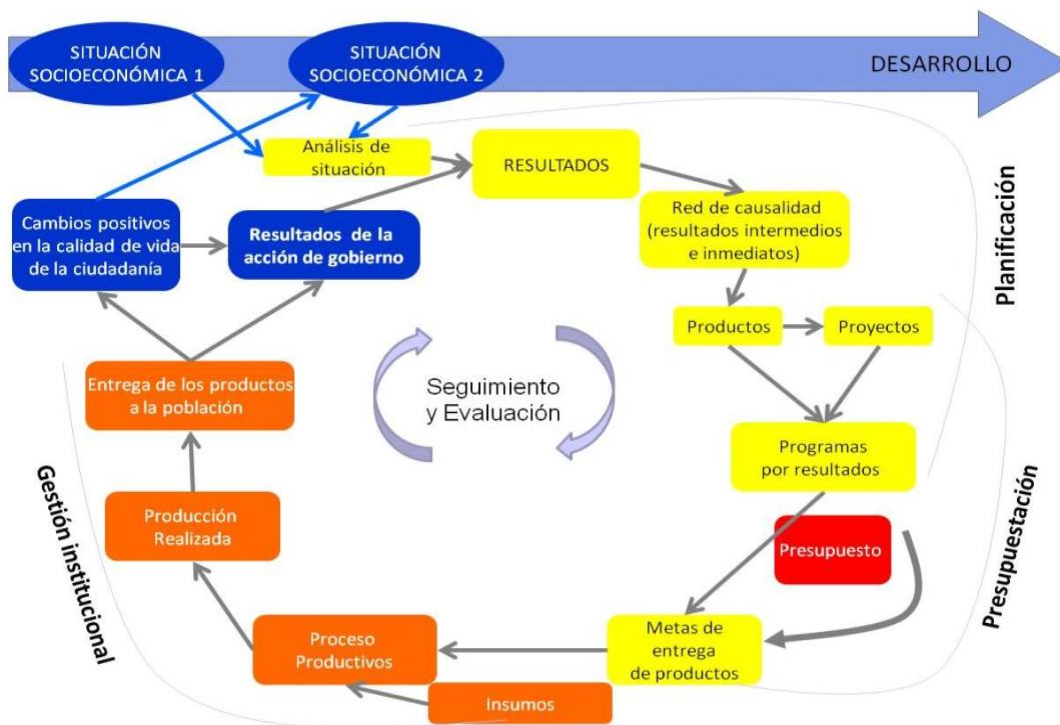 SITUACIÓN
SOCIOECONÓMICA 1
SITUACIÓN
SOCIOECONÓMICA 2
DESARROLLO
Análisis de
situación
RESULTADOS
Red de causalidad
(resultados intermedios
e inmediatos)
Planificación
Cambios positivos
en la calidad de vida
de la ciudadanía
Resultados de la
acción de gobierno
Productos
Proyectos
Seguimiento
y Evaluación
Entrega de los productos
a la población
Programas
por resultados
Presupuestación
Gestión institucional
Producción
Realizada
Presupuesto
Metas de
entrega
de productos
Proceso
Productivos
Insumos